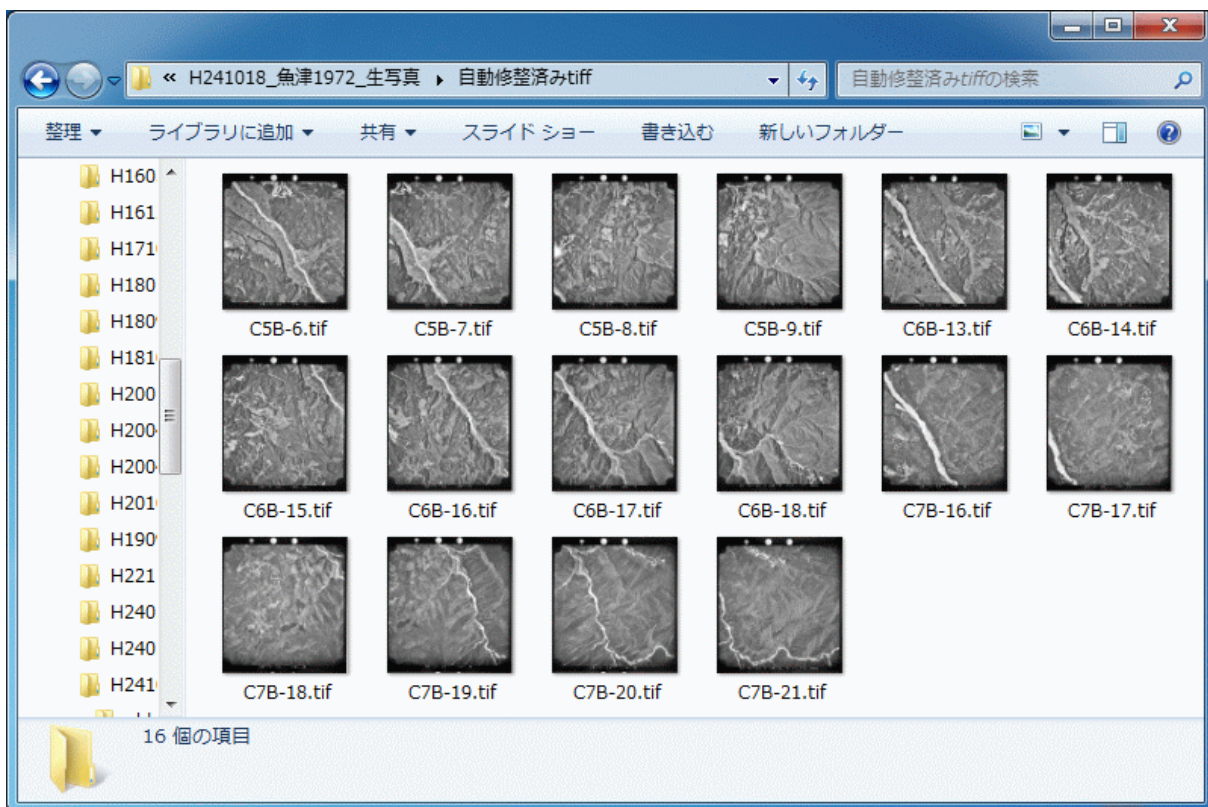 « H241018_魚津1972_生写真 ▸ 自動修整済みtiff
自動修整済みtiffの検索
整理 ▼ ライブラリに追加 ▼ 共有 ▼ スライド ショー 書き込む 新しいフォルダー
H160
H161
H171
H180
H180
H181
H200
H200
H200
H201
H190
H221
H240
H240
H241
C5B-6.tif C5B-7.tif C5B-8.tif C5B-9.tif C6B-13.tif C6B-14.tif
C6B-15.tif C6B-16.tif C6B-17.tif C6B-18.tif C7B-16.tif C7B-17.tif
C7B-18.tif C7B-19.tif C7B-20.tif C7B-21.tif
16 個の項目